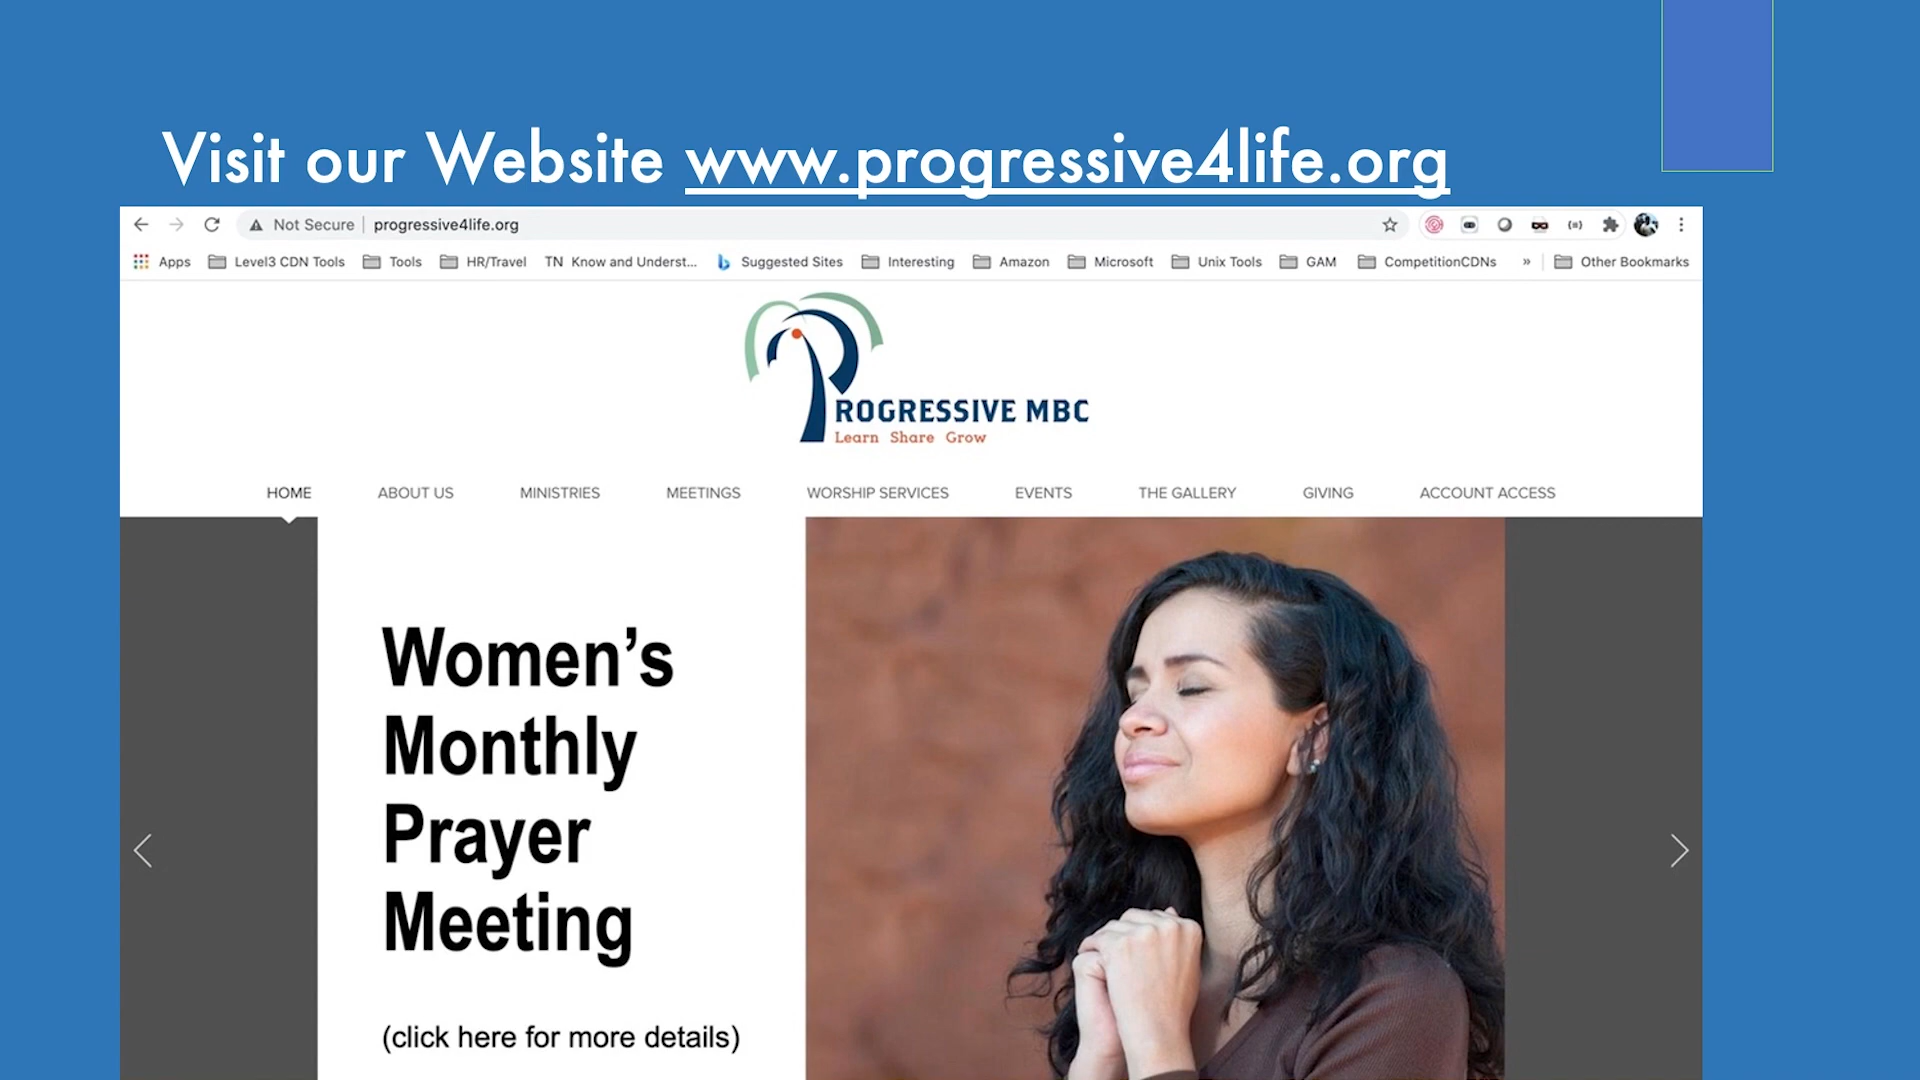 Visit our Website www.progressive4life.org
Not Secure progressive4life.org
Apps Level3 CDN Tools Tools HR/Travel TN Know and Underst... Suggested Sites Interesting Amazon Microsoft Unix Tools GAM CompetitionCDNs » Other Bookmarks
PROGRESSIVE MBC
Learn Share Grow
HOME ABOUT US MINISTRIES MEETINGS WORSHIP SERVICES EVENTS THE GALLERY GIVING ACCOUNT ACCESS
Women’s
Monthly
Prayer
Meeting
(click here for more details)